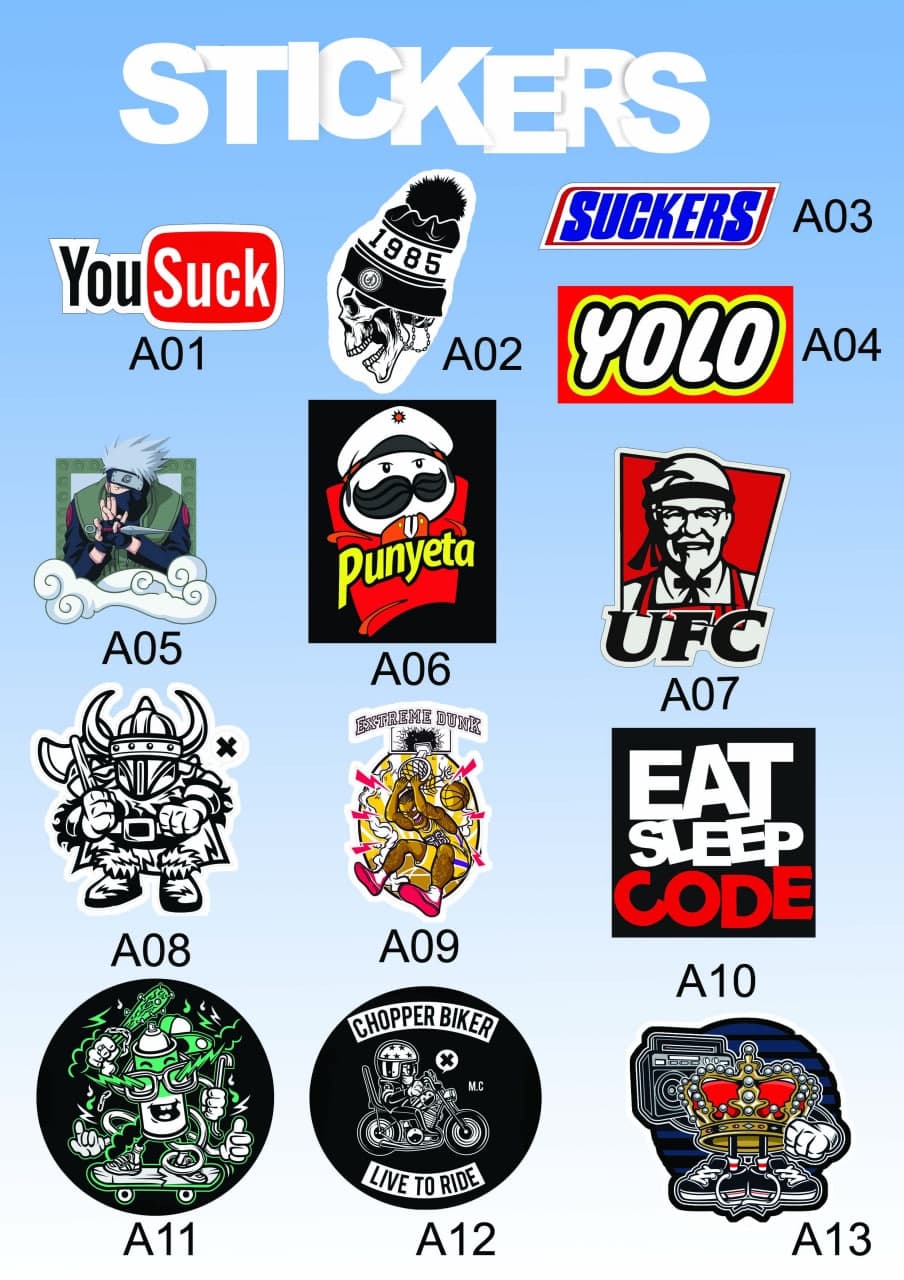 STICKERS
YouSuck
A01
1985
A02
SUCKERS
A03
YOLO
A04
A05
Punyeta
A06
UFC
A07
A08
EXTREME DUNK
A09
EAT
SLEEP
CODE
A10
A11
CHOPPER BIKER
M.C
LIVE TO RIDE
A12
A13